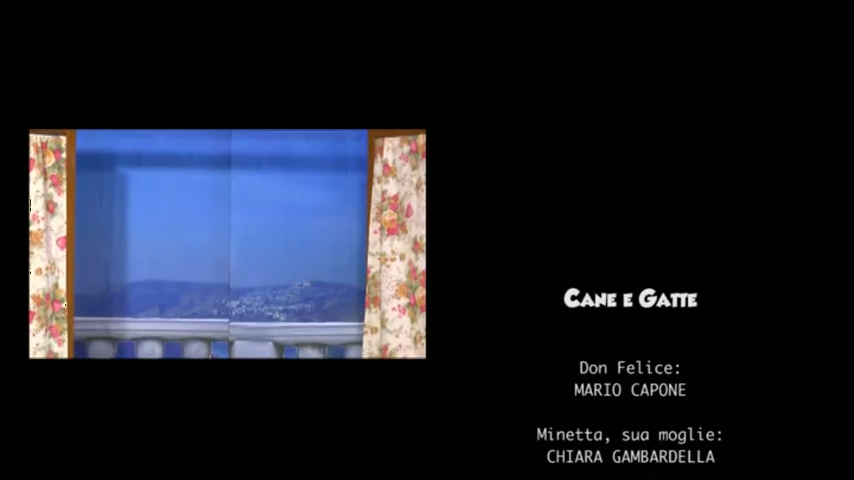 CANE E GATTE
Don Felice:
MARIO CAPONE
Minetta, sua moglie:
CHIARA GAMBARDELLA